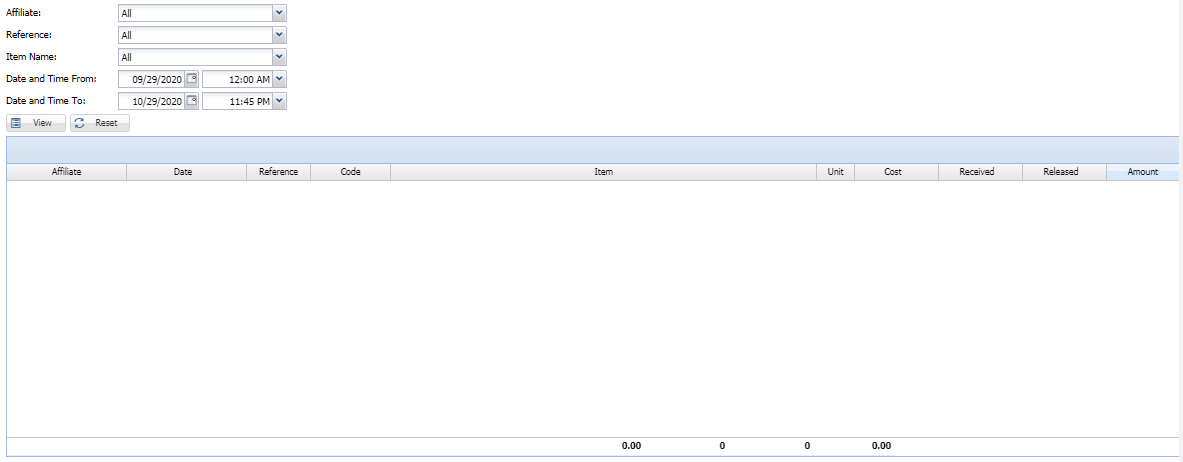 Affiliate: All
Reference: All
Item Name: All
Date and Time From: 09/29/2020 12:00 AM
Date and Time To: 10/29/2020 11:45 PM
View Reset
Affiliate Date Reference Code Item Unit Cost Received Released Amount
0.00 0 0 0.00